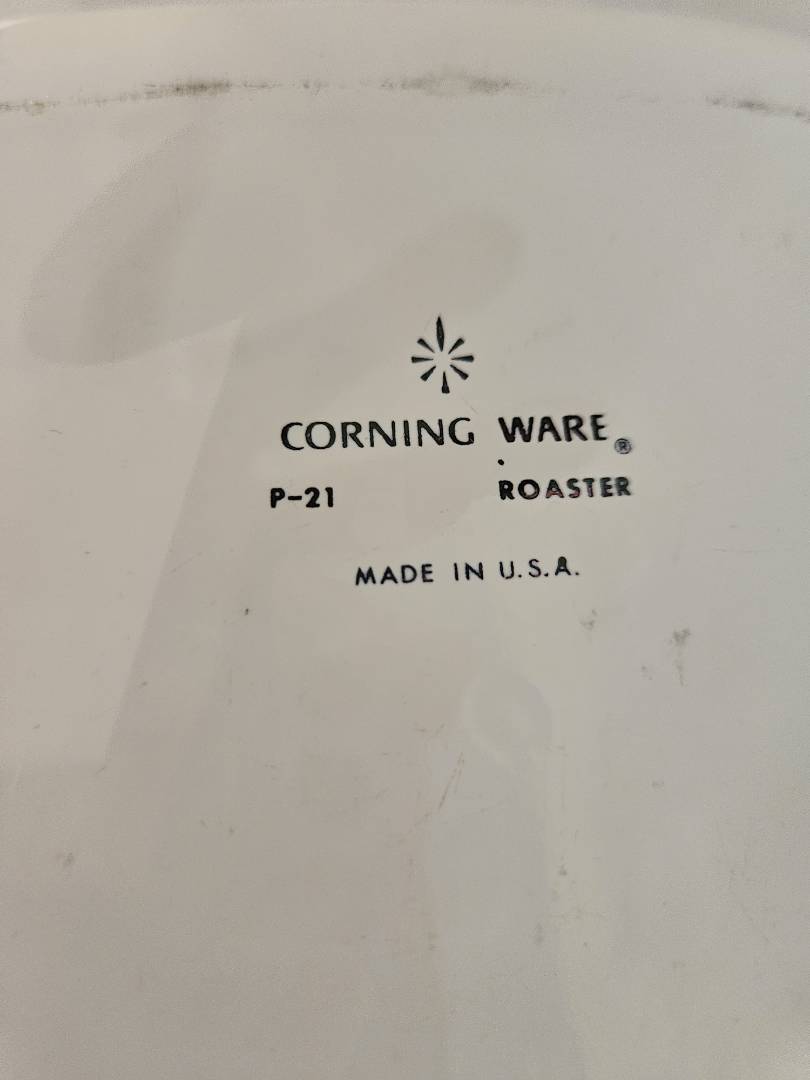 CORNING WARE®
P-21 ROASTER
MADE IN U.S.A.